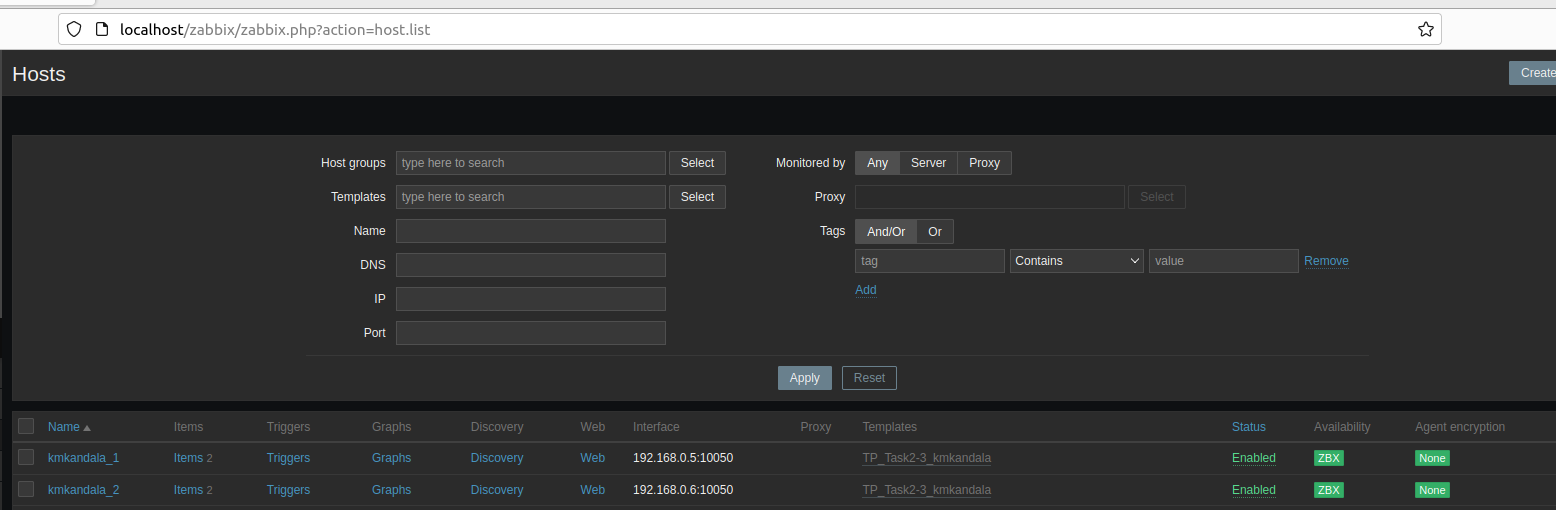 localhost/zabbix/zabbix.php?action=host.list
Hosts
Create
Host groups type here to search Select Monitored by Any Server Proxy
Templates type here to search Select Proxy Select
Name Tags And/Or Or
DNS tag Contains value Remove
IP Add
Port
Apply Reset
Name Items Triggers Graphs Discovery Web Interface Proxy Templates Status Availability Agent encryption
kmkandala_1 Items 2 Triggers Graphs Discovery Web 192.168.0.5:10050 TP_Task2-3_kmkandala Enabled ZBX None
kmkandala_2 Items 2 Triggers Graphs Discovery Web 192.168.0.6:10050 TP_Task2-3_kmkandala Enabled ZBX None